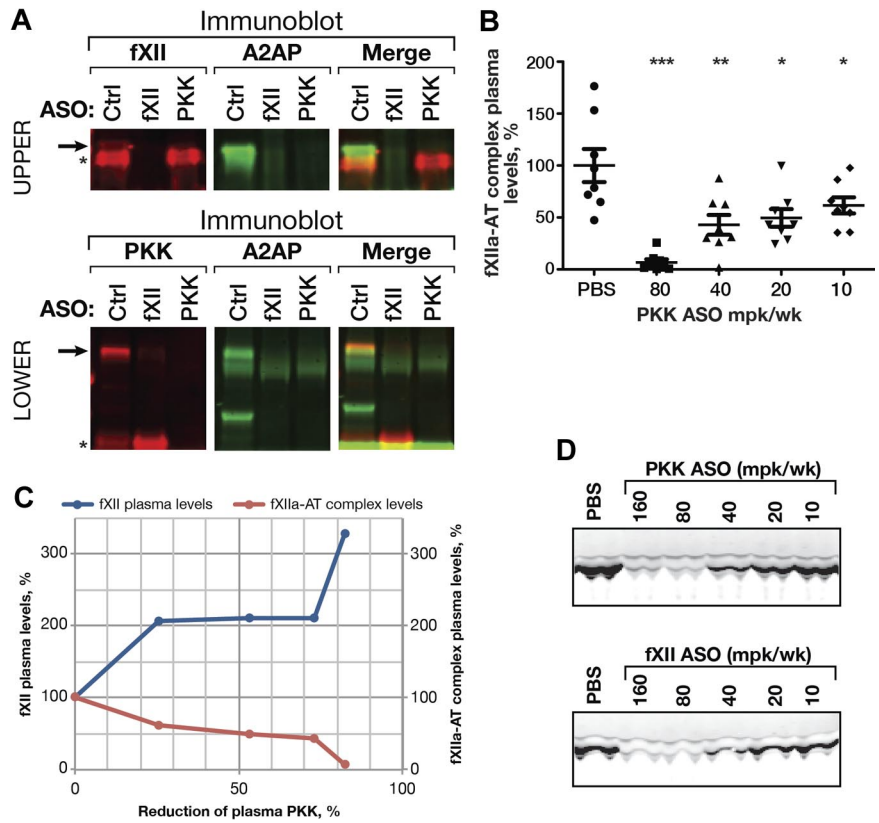 A
Immunoblot
fXII A2AP Merge
ASO: Ctrl fXII PKK Ctrl fXII PKK Ctrl fXII PKK
UPPER
*
Immunoblot
PKK A2AP Merge
ASO: Ctrl fXII PKK Ctrl fXII PKK Ctrl fXII PKK
LOWER
*
B
fXIIa-AT complex plasma
levels, %
200
150
100
50
0
*** ** * *
PBS 80 40 20 10
PKK ASO mpk/wk
C
fXII plasma levels fXIIa-AT complex levels
fXII plasma levels, %
300
200
100
0
fXIIa-AT complex plasma levels, %
300
200
100
0
0 50 100
Reduction of plasma PKK, %
D
PKK ASO (mpk/wk)
PBS 160 80 40 20 10
fXII ASO (mpk/wk)
PBS 160 80 40 20 10